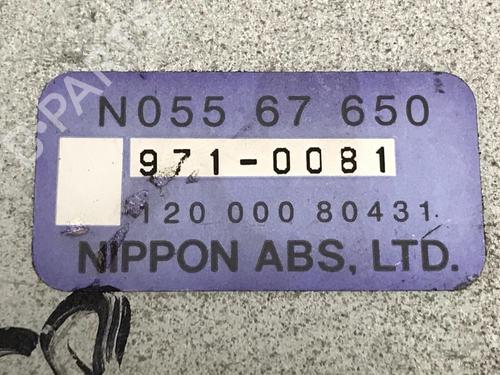 N055 67 650
971-0081
120 000 80431
NIPPON ABS, LTD.